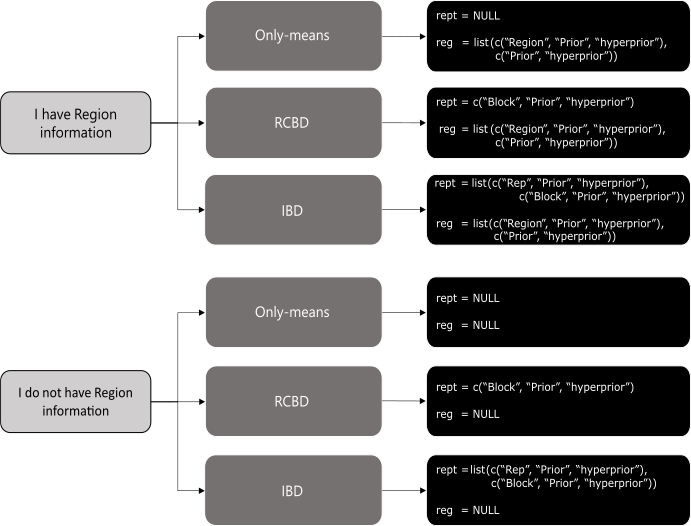 I have Region
information
Only-means
rept = NULL
reg = list(c(“Region”, “Prior”, “hyperprior”),
c(“Prior”, “hyperprior”))
RCBD
rept = c(“Block”, “Prior”, “hyperprior”)
reg = list(c(“Region”, “Prior”, “hyperprior”),
c(“Prior”, “hyperprior”))
IBD
rept = list(c(“Rep”, “Prior”, “hyperprior”),
c(“Block”, “Prior”, “hyperprior”))
reg = list(c(“Region”, “Prior”, “hyperprior”),
c(“Prior”, “hyperprior”))
I do not have Region
information
Only-means
rept = NULL
reg = NULL
RCBD
rept = c(“Block”, “Prior”, “hyperprior”)
reg = NULL
IBD
rept =list(c(“Rep”, “Prior”, “hyperprior”),
c(“Block”, “Prior”, “hyperprior”))
reg = NULL